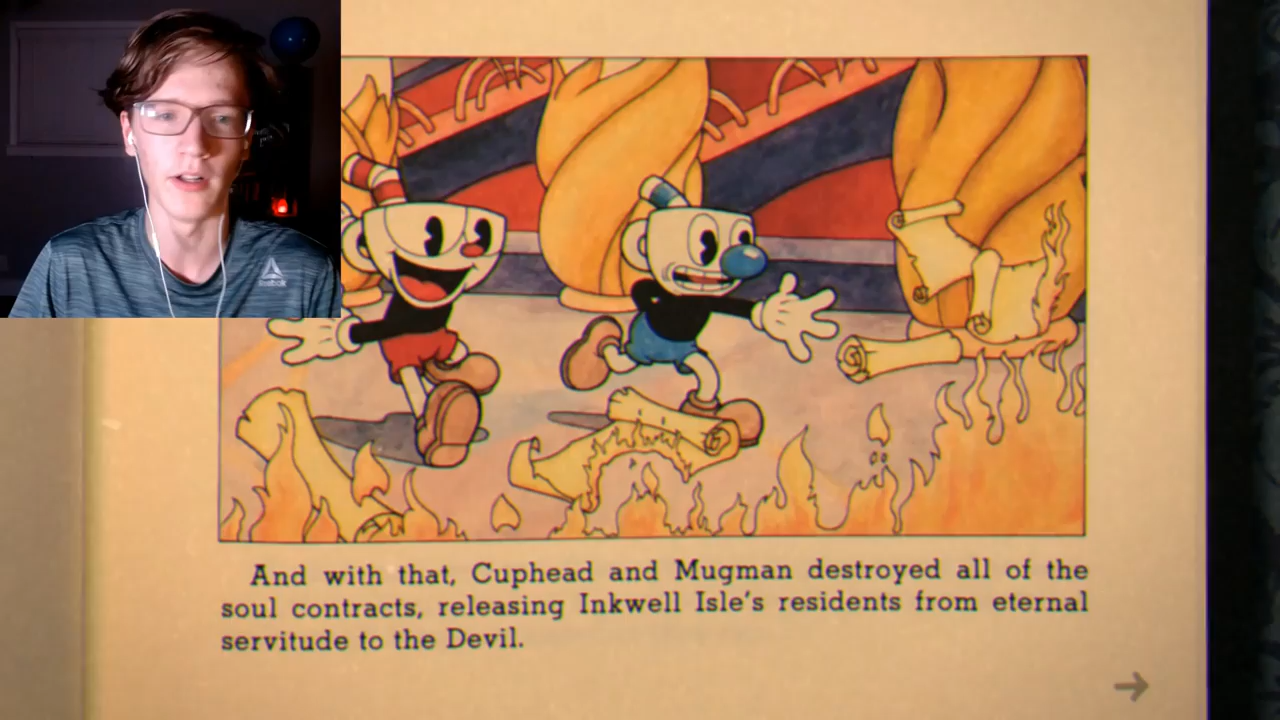 Reebok
And with that, Cuphead and Mugman destroyed all of the
soul contracts, releasing Inkwell Isle's residents from eternal
servitude to the Devil.